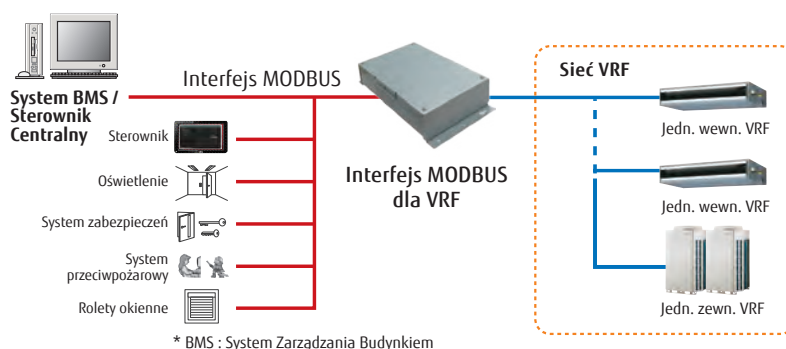 Interfejs MODBUS
System BMS /
Sterownik
Centralny
Sterownik
Oświetlenie
System zabezpieczeń
System
przeciwpożarowy
Rolety okienne
* BMS : System Zarządzania Budynkiem
Interfejs MODBUS
dla VRF
Sieć VRF
Jedn. wewn. VRF
Jedn. wewn. VRF
Jedn. zewn. VRF